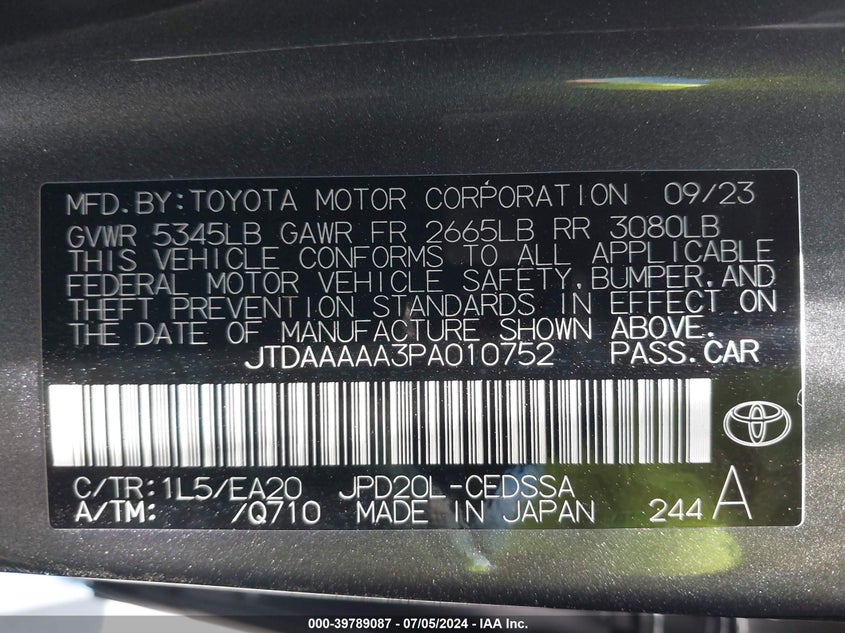 MFD.BY:TOYOTA MOTOR CORPORATION 09/23
GVWR 5345LB GAWR FR 2665LB RR 3080LB
THIS VEHICLE CONFORMS TO ALL APPLICABLE
FEDERAL MOTOR VEHICLE SAFETY,BUMPER,AND
THEFT PREVENTION STANDARDS IN EFFECT ON
THE DATE OF MANUFACTURE SHOWN ABOVE.
JTDAAAAA3PA010752 PASS.CAR
C/TR:1L5/EA20 JPD20L-CEDSSA
A/TM: /Q710 MADE IN JAPAN 244 A
000-39789087 - 07/05/2024 - IAA Inc.